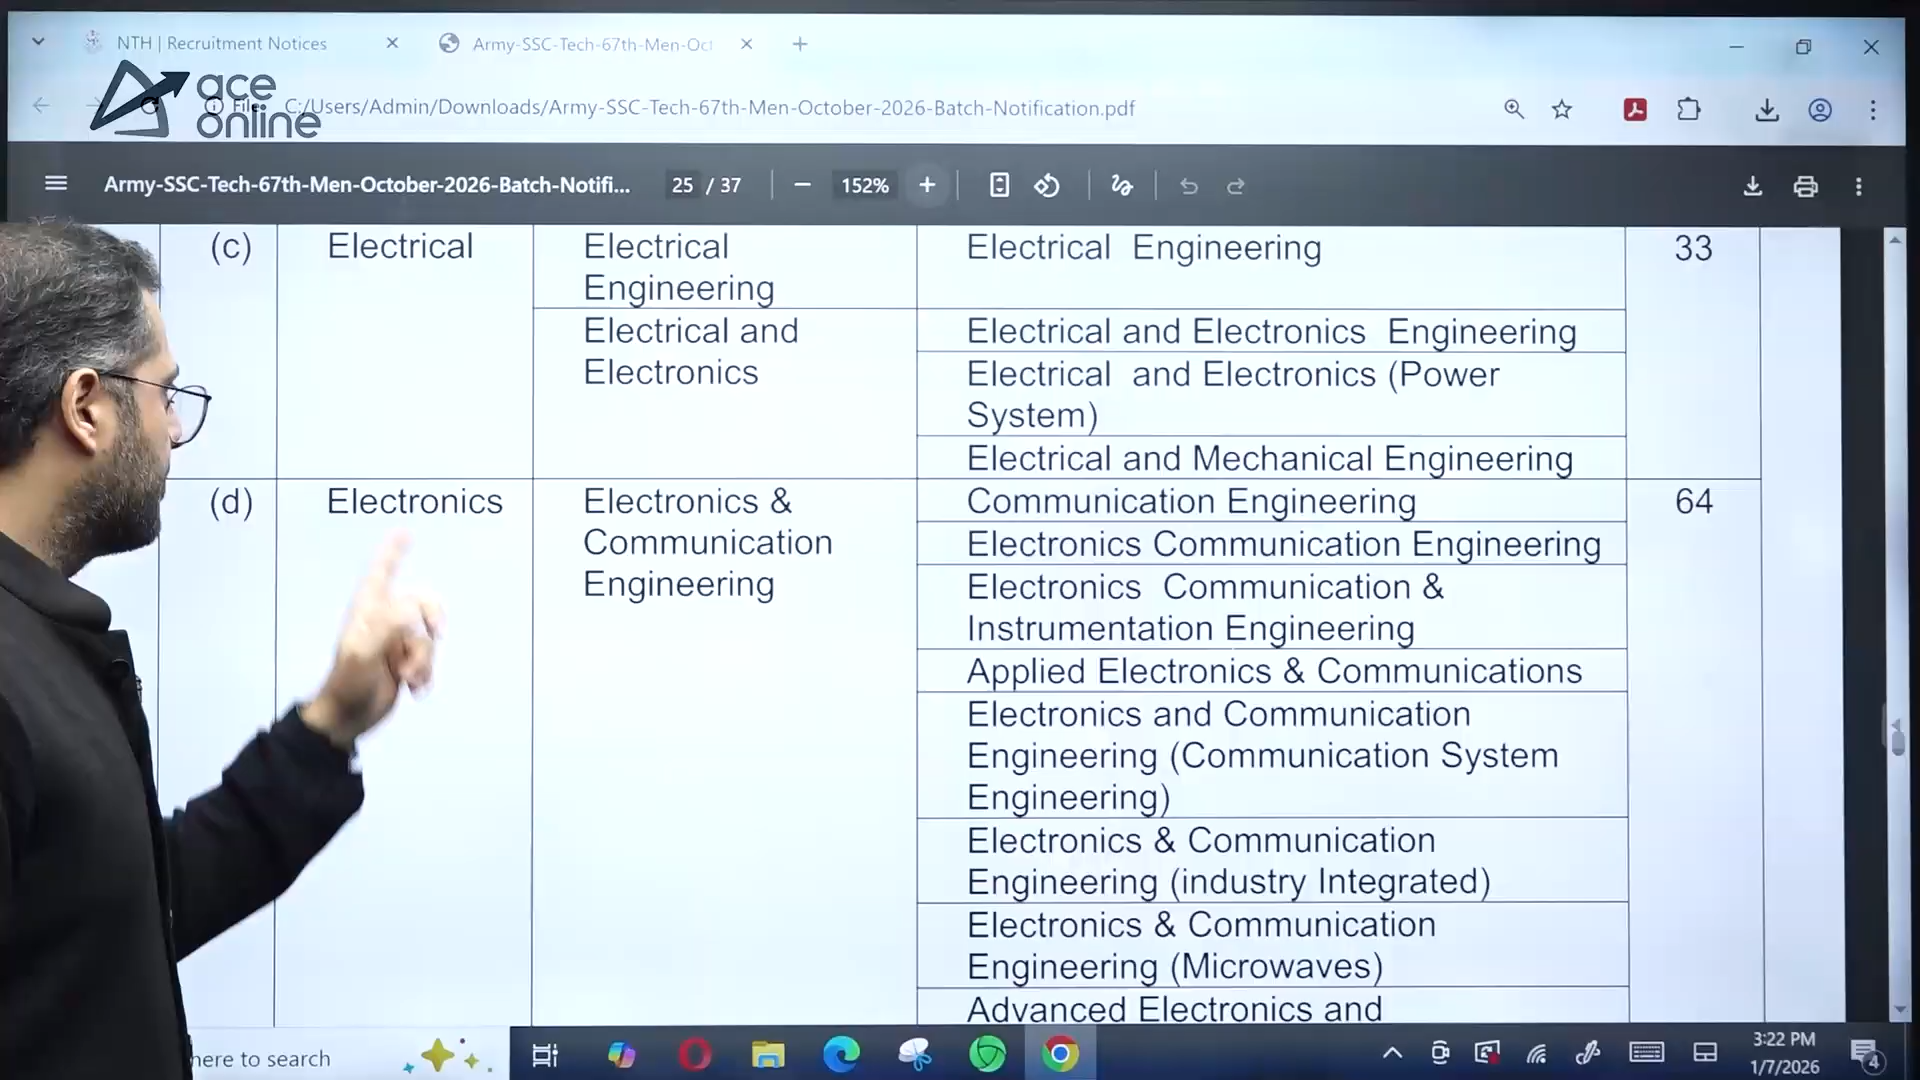 NTH | Recruitment Notices
Army-SSC-Tech-67th-Men-Oct
ace
online
File
C:/Users/Admin/Downloads/Army-SSC-Tech-67th-Men-October-2026-Batch-Notification.pdf
Army-SSC-Tech-67th-Men-October-2026-Batch-Notifi...
25 / 37
152%
(c)
Electrical
Electrical
Engineering
Electrical Engineering
33
Electrical and
Electronics
Electrical and Electronics Engineering
Electrical and Electronics (Power
System)
Electrical and Mechanical Engineering
(d)
Electronics
Electronics &
Communication
Engineering
Communication Engineering
64
Electronics Communication Engineering
Electronics Communication &
Instrumentation Engineering
Applied Electronics & Communications
Electronics and Communication
Engineering (Communication System
Engineering)
Electronics & Communication
Engineering (industry Integrated)
Electronics & Communication
Engineering (Microwaves)
Advanced Electronics and
here to search
3:22 PM
1/7/2026
4